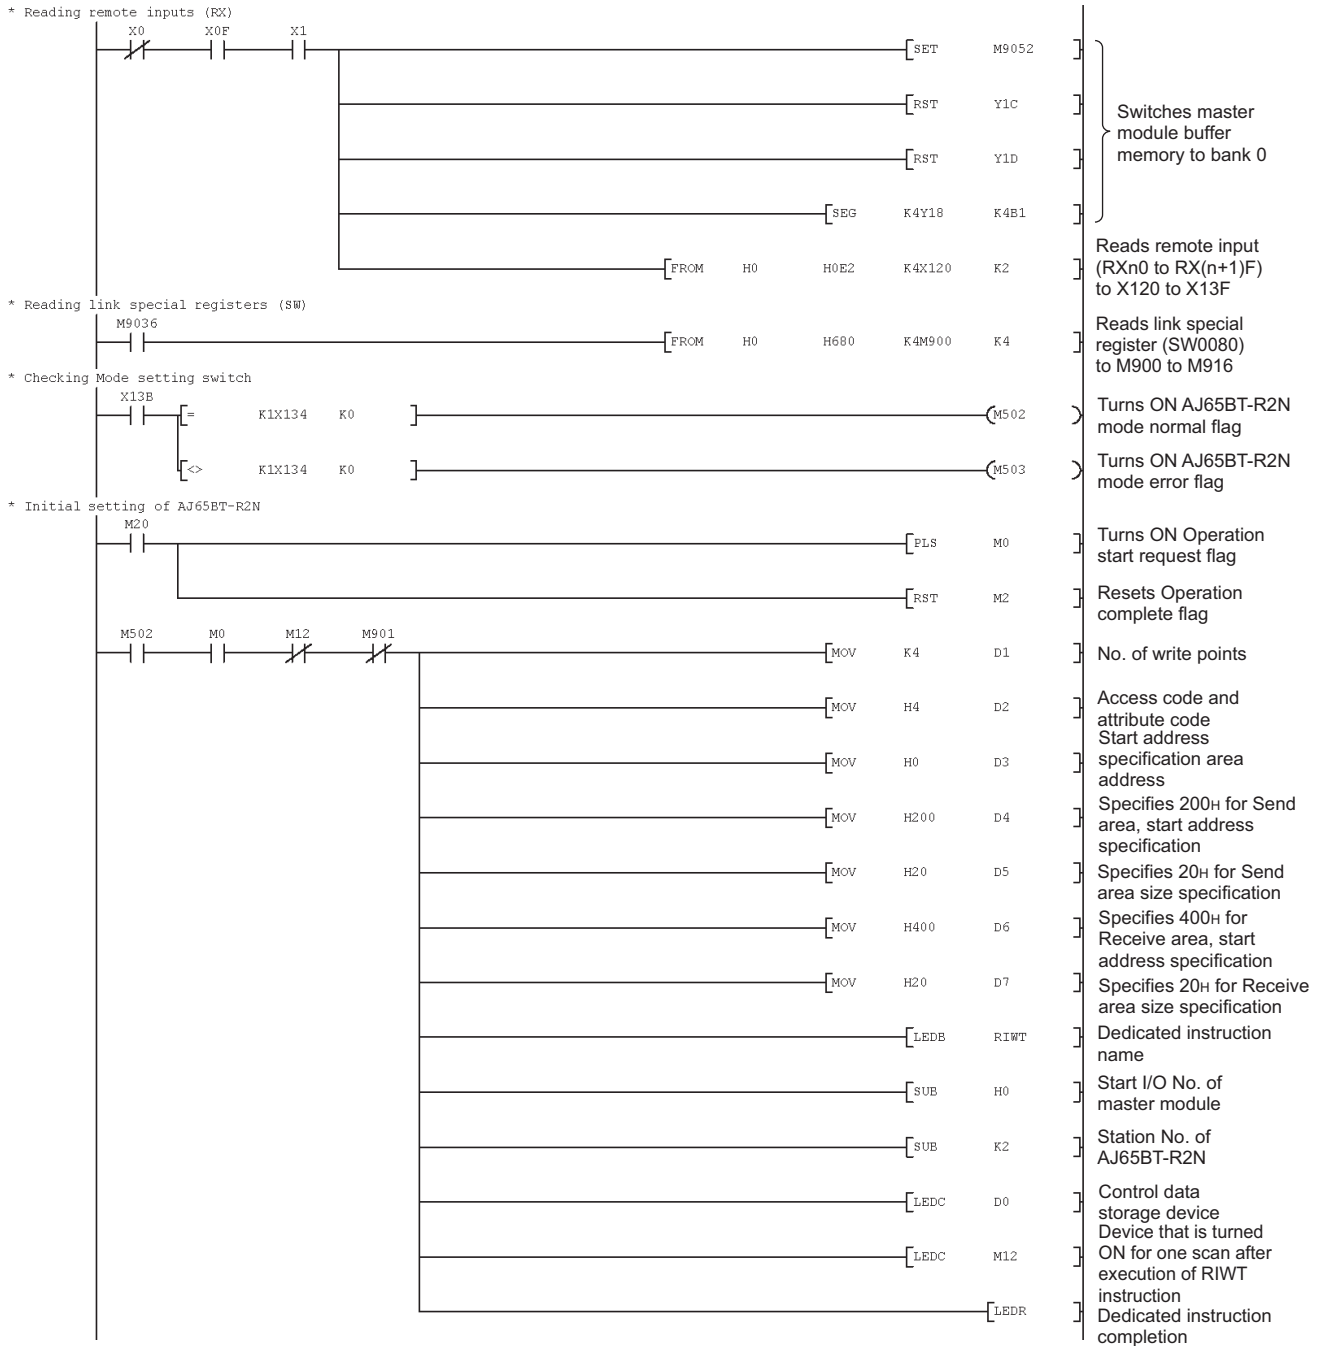 * Reading remote inputs (RX)
X0 X0F X1
SET M9052
RST Y1C
RST Y1D
SEG K4Y18 K4B1
Switches master
module buffer
memory to bank 0
FROM H0 H0E2 K4X120 K2
Reads remote input
(RXn0 to RX(n+1)F)
to X120 to X13F
* Reading link special registers (SW)
M9036
FROM H0 H680 K4M900 K4
Reads link special
register (SW0080)
to M900 to M916
* Checking Mode setting switch
X13B
= K1X134 K0
M502
Turns ON AJ65BT-R2N
mode normal flag
<> K1X134 K0
M503
Turns ON AJ65BT-R2N
mode error flag
* Initial setting of AJ65BT-R2N
M20
PLS M0
Turns ON Operation
start request flag
RST M2
Resets Operation
complete flag
M502 M0 M12 M901
MOV K4 D1
No. of write points
MOV H4 D2
Access code and
attribute code
MOV H0 D3
Start address
specification area
address
MOV H200 D4
Specifies 200H for Send
area, start address
specification
MOV H20 D5
Specifies 20H for Send
area size specification
MOV H400 D6
Specifies 400H for
Receive area, start
address specification
MOV H20 D7
Specifies 20H for Receive
area size specification
LEDB RIWT
Dedicated instruction
name
SUB H0
Start I/O No. of
master module
SUB K2
Station No. of
AJ65BT-R2N
LEDC D0
Control data
storage device
LEDC M12
Device that is turned
ON for one scan after
execution of RIWT
instruction
LEDR
Dedicated instruction
completion